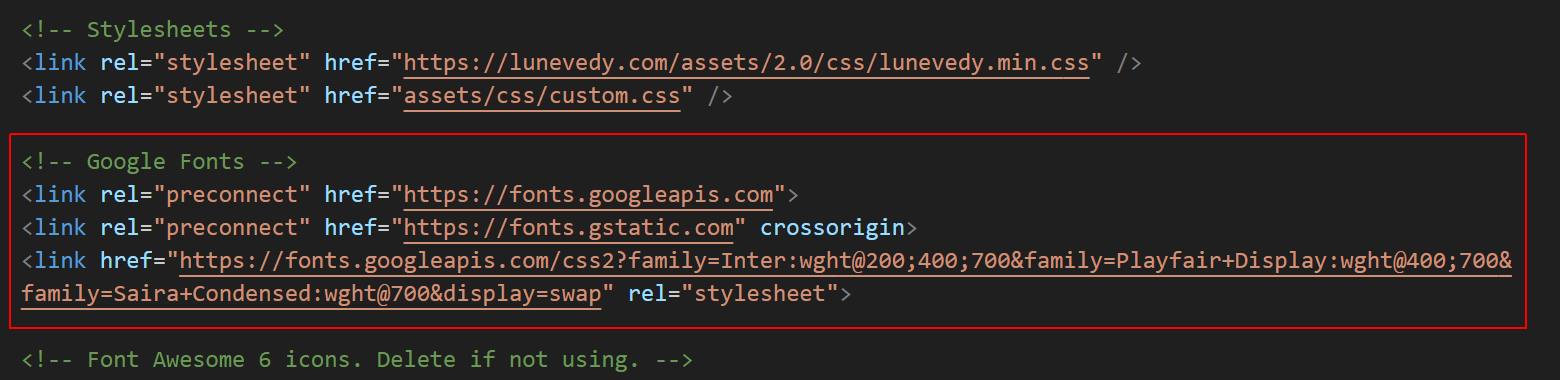 <!-- Stylesheets -->
<link rel="stylesheet" href="https://lunevedy.com/assets/2.0/css/lunevedy.min.css" />
<link rel="stylesheet" href="assets/css/custom.css" />
<!-- Google Fonts -->
<link rel="preconnect" href="https://fonts.googleapis.com">
<link rel="preconnect" href="https://fonts.gstatic.com" crossorigin>
<link href="https://fonts.googleapis.com/css2?family=Inter:wght@200;400;700&family=Playfair+Display:wght@400;700&
family=Saira+Condensed:wght@700&display=swap" rel="stylesheet">
<!-- Font Awesome 6 icons. Delete if not using. -->